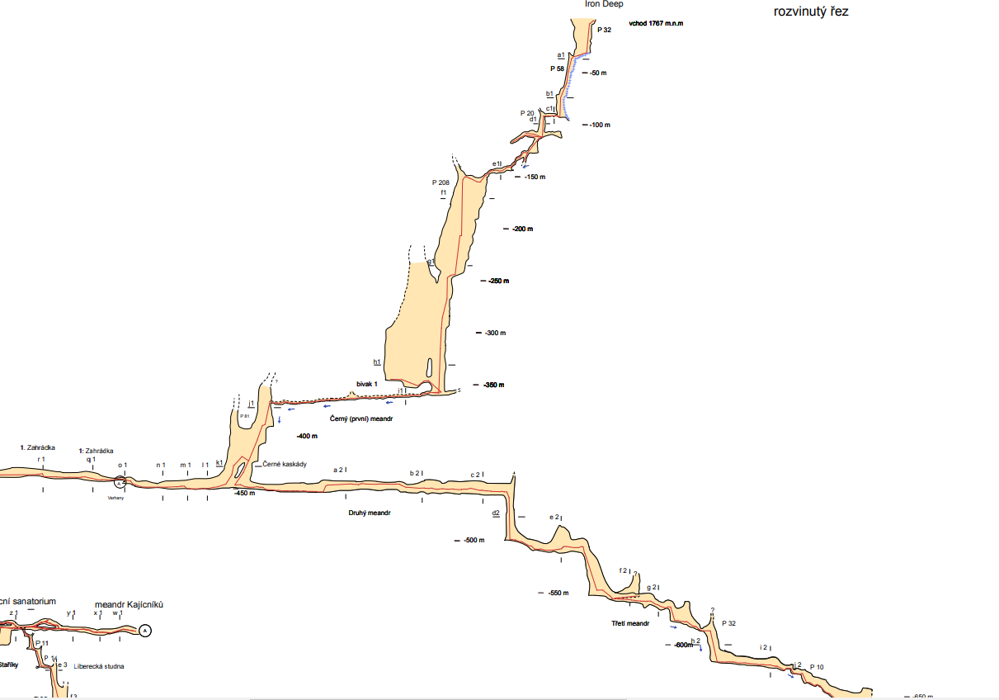 Iron Deep
rozvinutý řez
vchod 1767 m.n.m
P 32
a1
P 58
-50 m
b1
c1
P 20
d1
-100 m
e1
-150 m
P 208
f1
-200 m
g1
-250 m
-300 m
h1
bivak 1
i1
-350 m
?
j1
P 81
Černý (první) meandr
-400 m
1. Zahrádka
1. Zahrádka
r 1
q 1
o 1
n 1
m 1
l 1
k1
Černé kaskády
a 2
b 2
c 2
A
-450 m
Druhý meandr
d2
e 2
-500 m
f 2
?
g 2
-550 m
cní sanatorium
meandr Kajícníků
z 1
y 1
x 1
w 1
A
?
Třetí meandr
P 32
h 2
-600m
i 2
P 11
P 14
e 3
Liberecká studna
Staříky
j 2
P 10
f 3
-650 m